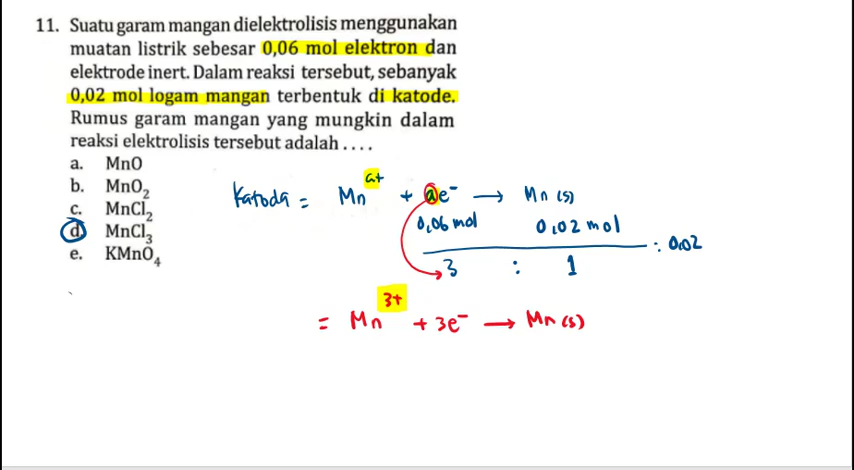 11. Suatu garam mangan dielektrolisis menggunakan
muatan listrik sebesar 0,06 mol elektron dan
elektrode inert. Dalam reaksi tersebut, sebanyak
0,02 mol logam mangan terbentuk di katode.
Rumus garam mangan yang mungkin dalam
reaksi elektrolisis tersebut adalah . . . .
a. MnO
b. MnO₂
c. MnCl₂
d. MnCl₃
e. KMnO₄
Katoda = Mn^a+ + ae⁻ → Mn (s)
0,06 mol 0,02 mol
: 0,02
3 : 1
= Mn³⁺ + 3e⁻ → Mn (s)